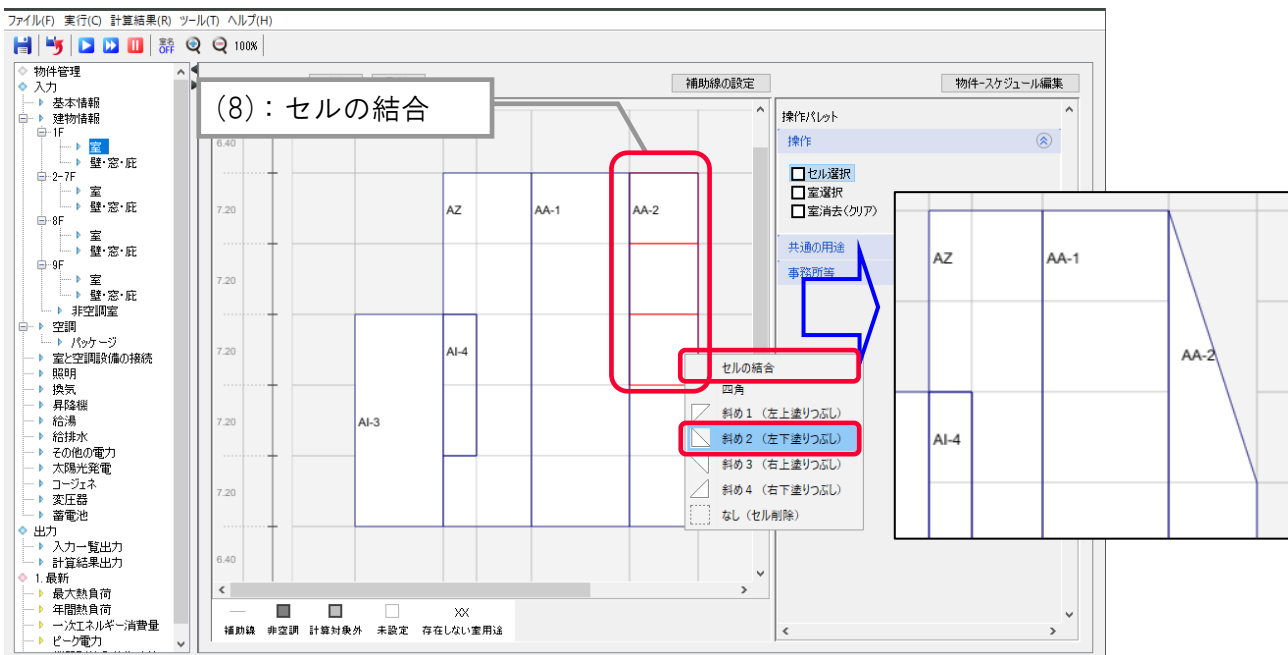 ファイル(F) 実行(C) 計算結果(R) ツール(T) ヘルプ(H)
室名 OFF 100%
物件管理
入力
基本情報
建物情報
1F
室
壁・窓・庇
2-7F
室
壁・窓・庇
8F
室
壁・窓・庇
9F
室
壁・窓・庇
非空調室
空調
パッケージ
室と空調設備の接続
照明
換気
昇降機
給湯
給排水
その他の電力
太陽光発電
コージェネ
変圧器
蓄電池
出力
入力一覧出力
計算結果出力
1.最新
最大熱負荷
年間熱負荷
一次エネルギー消費量
ピーク電力
補助線の設定
物件-スケジュール編集
(8)：セルの結合
6.40
7.20
7.20
7.20
7.20
7.20
6.40
AZ
AA-1
AA-2
AI-4
AI-3
セルの結合
四角
斜め1 (左上塗りつぶし)
斜め2 (左下塗りつぶし)
斜め3 (右上塗りつぶし)
斜め4 (右下塗りつぶし)
なし (セル削除)
補助線 非空調 計算対象外 未設定 存在しない室用途
操作パレット
操作
セル選択
室選択
室消去(クリア)
共通の用途
事務所等
AZ
AA-1
AA-2
AI-4